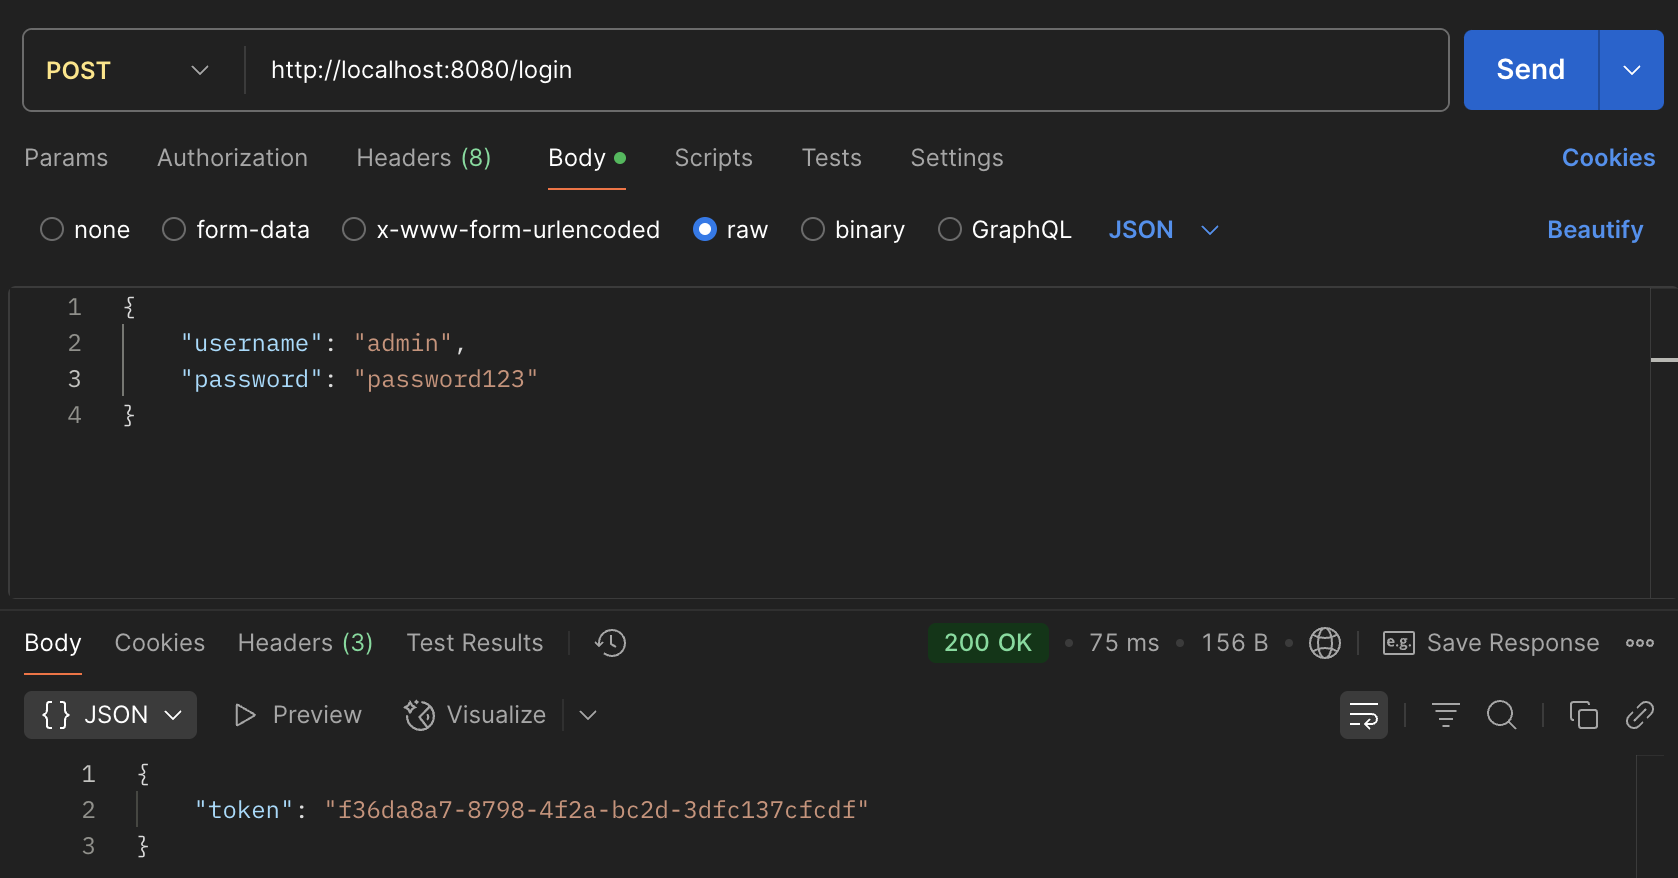 POST http://localhost:8080/login Send
Params Authorization Headers (8) Body Scripts Tests Settings Cookies
none form-data x-www-form-urlencoded raw binary GraphQL JSON Beautify
1 {
2 "username": "admin",
3 "password": "password123"
4 }
Body Cookies Headers (3) Test Results 200 OK • 75 ms • 156 B • e.g. Save Response
{} JSON Preview Visualize
1 {
2 "token": "f36da8a7-8798-4f2a-bc2d-3dfc137cfcdf"
3 }